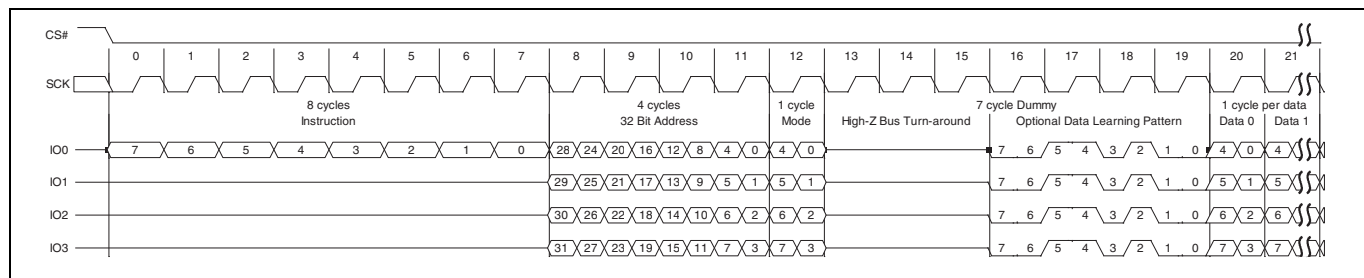 CS#
0 1 2 3 4 5 6 7 8 9 10 11 12 13 14 15 16 17 18 19 20 21
SCK
8 cycles 4 cycles 1 cycle 7 cycle Dummy 1 cycle per data
Instruction 32 Bit Address Mode High-Z Bus Turn-around Optional Data Learning Pattern Data 0 Data 1
IO0 7 6 5 4 3 2 1 0 28 24 20 16 12 8 4 0 4 0 7 6 5 4 3 2 1 0 4 0 4
IO1 29 25 21 17 13 9 5 1 5 1 7 6 5 4 3 2 1 0 5 1 5
IO2 30 26 22 18 14 10 6 2 6 2 7 6 5 4 3 2 1 0 6 2 6
IO3 31 27 23 19 15 11 7 3 7 3 7 6 5 4 3 2 1 0 7 3 7